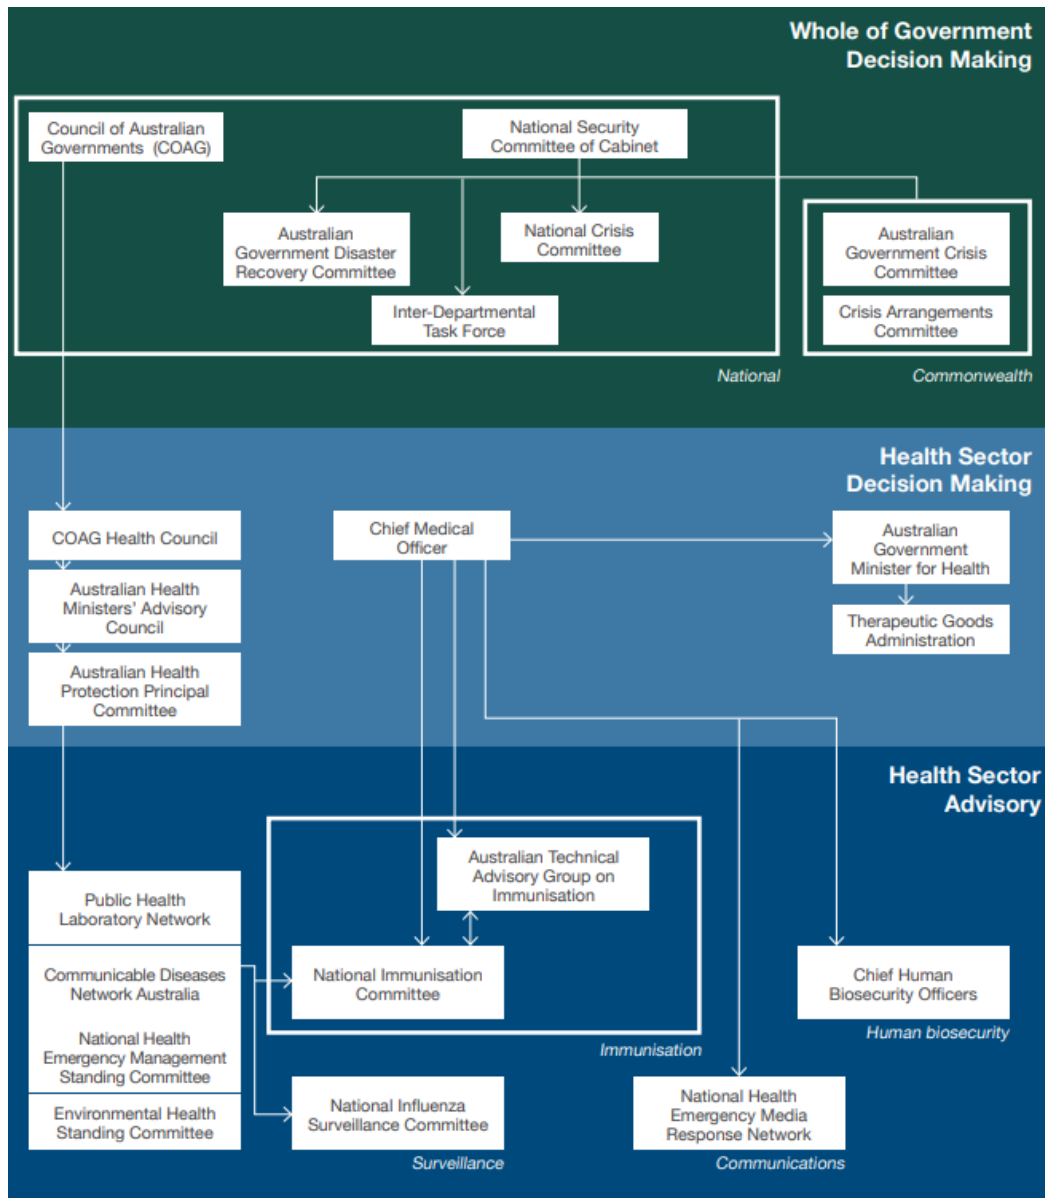 Whole of Government
Decision Making
Council of Australian
Governments (COAG)
National Security
Committee of Cabinet
Australian
Government Disaster
Recovery Committee
National Crisis
Committee
Inter-Departmental
Task Force
Australian
Government Crisis
Committee
Crisis Arrangements
Committee
National
Commonwealth
Health Sector
Decision Making
COAG Health Council
Australian Health
Ministers' Advisory
Council
Australian Health
Protection Principal
Committee
Chief Medical
Officer
Australian
Government
Minister for Health
Therapeutic Goods
Administration
Health Sector
Advisory
Public Health
Laboratory Network
Communicable Diseases
Network Australia
National Health
Emergency Management
Standing Committee
Environmental Health
Standing Committee
Australian Technical
Advisory Group on
Immunisation
National Immunisation
Committee
Immunisation
National Influenza
Surveillance Committee
Surveillance
National Health
Emergency Media
Response Network
Communications
Chief Human
Biosecurity Officers
Human biosecurity